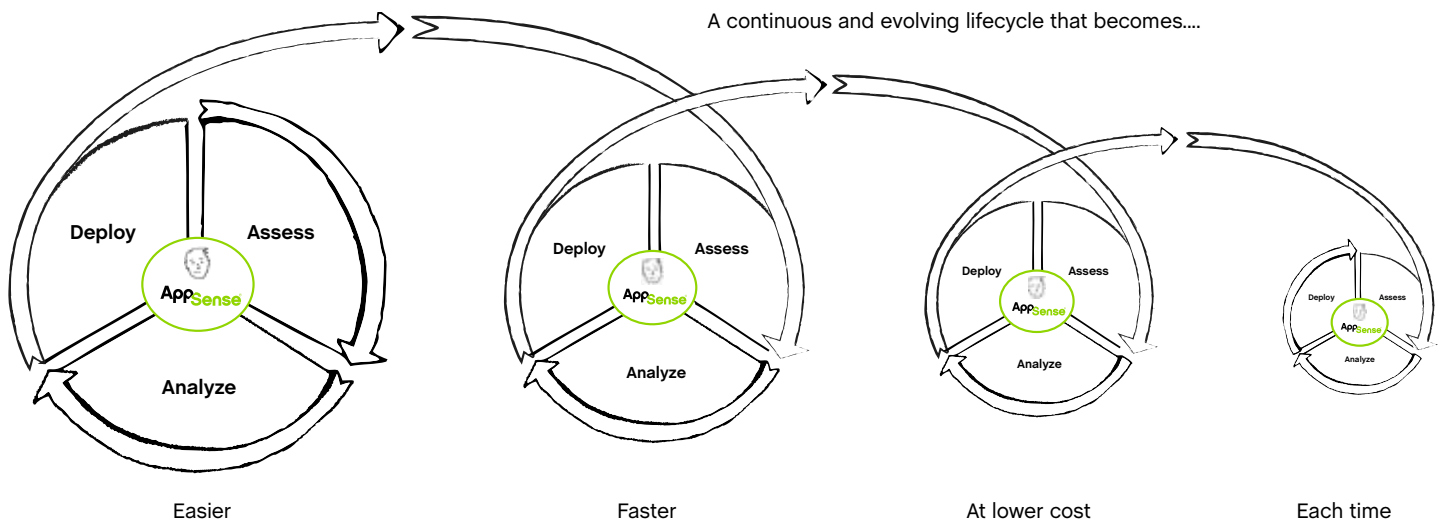 A continuous and evolving lifecycle that becomes....
Deploy
Assess
AppSense
Analyze
Deploy
Assess
AppSense
Analyze
Deploy
Assess
AppSense
Analyze
Deploy
Assess
AppSense
Analyze
Easier
Faster
At lower cost
Each time